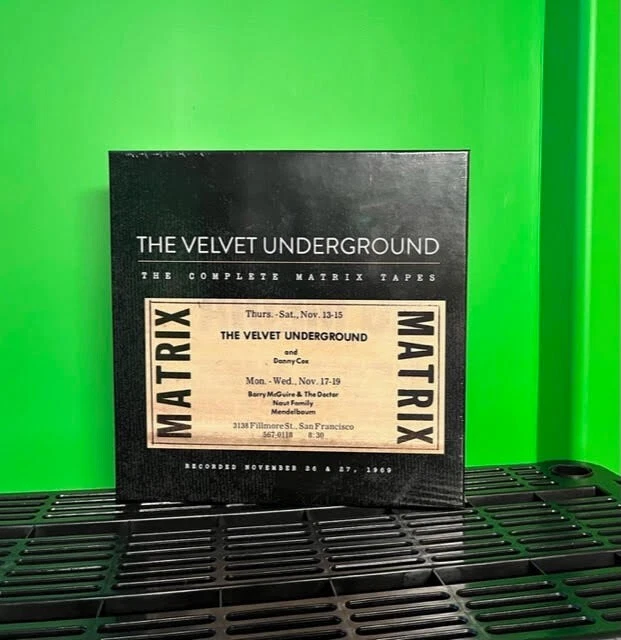 THE VELVET UNDERGROUND
THE COMPLETE MATRIX TAPES
MATRIX
Thurs. - Sat., Nov. 13-15
THE VELVET UNDERGROUND
and
Danny Cox
Mon. - Wed., Nov. 17-19
Barry McGuire & The Doctor
Naut Family
Mendelbaum
3138 Fillmore St., San Francisco
567-0118 8:30
MATRIX
RECORDED NOVEMBER 26 & 27, 1969